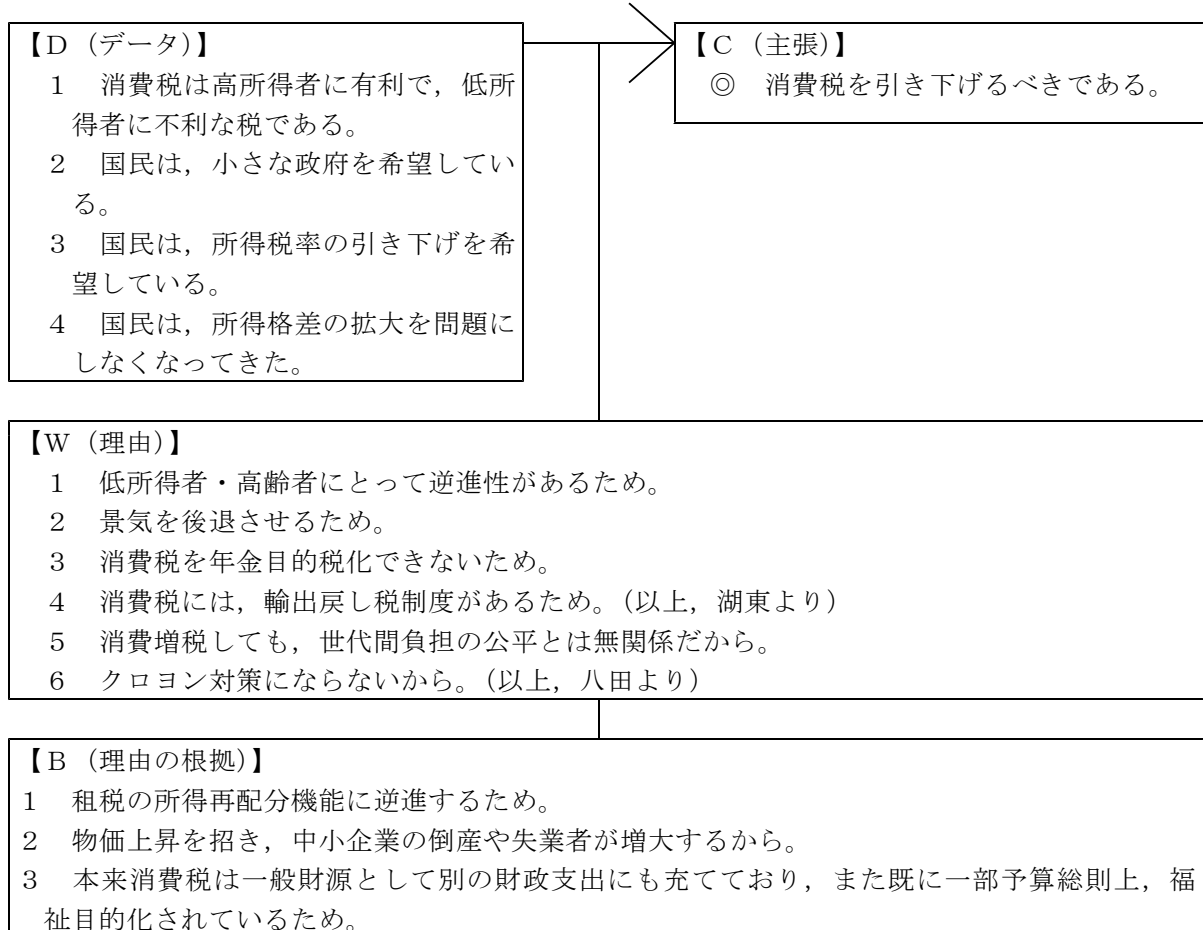 【D（データ）】
1　消費税は高所得者に有利で，低所
得者に不利な税である。
2　国民は，小さな政府を希望してい
る。
3　国民は，所得税率の引き下げを希
望している。
4　国民は，所得格差の拡大を問題に
しなくなってきた。
【C（主張）】
◎　消費税を引き下げるべきである。
【W（理由）】
1　低所得者・高齢者にとって逆進性があるため。
2　景気を後退させるため。
3　消費税を年金目的税化できないため。
4　消費税には，輸出戻し税制度があるため。（以上，湖東より）
5　消費増税しても，世代間負担の公平とは無関係だから。
6　クロヨン対策にならないから。（以上，八田より）
【B（理由の根拠）】
1　租税の所得再配分機能に逆進するため。
2　物価上昇を招き，中小企業の倒産や失業者が増大するから。
3　本来消費税は一般財源として別の財政支出にも充てており，また既に一部予算総則上，福
祉目的化されているため。